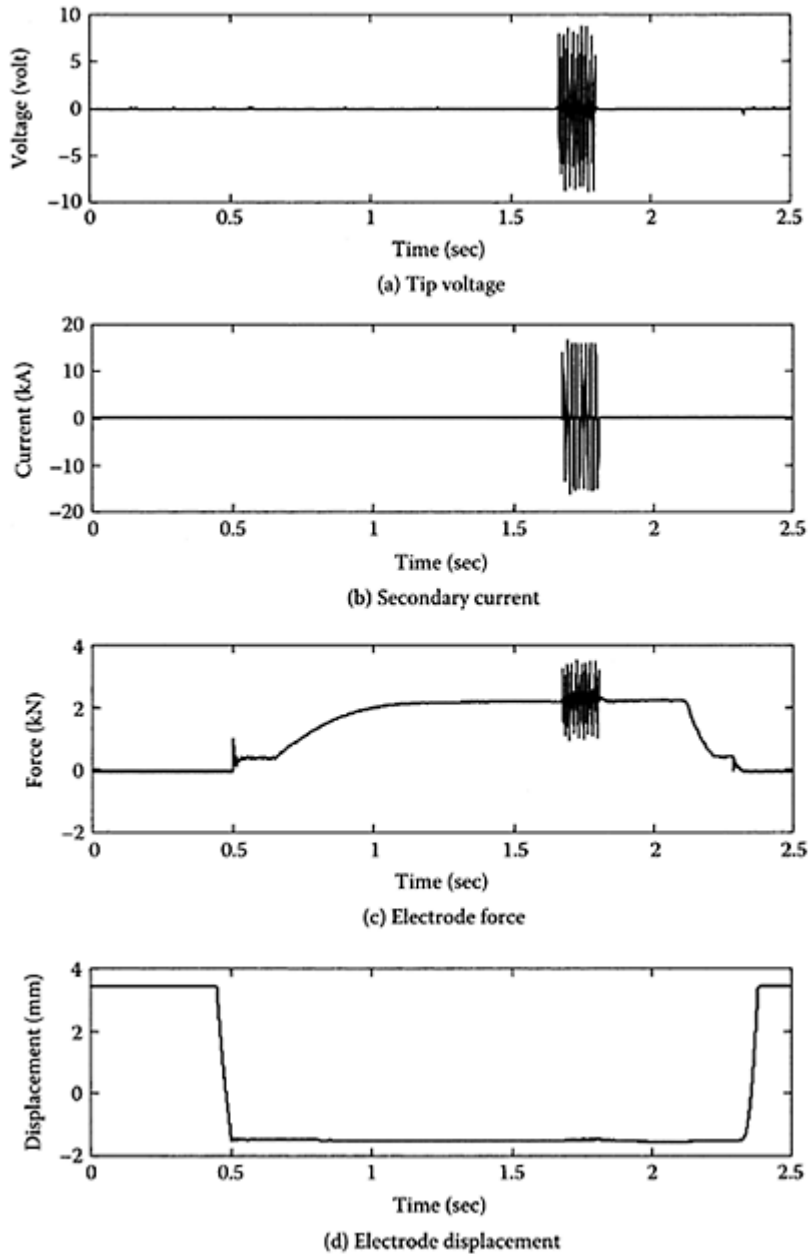 10
5
0
−5
−10
Voltage (volt)
0 0.5 1 1.5 2 2.5
Time (sec)
(a) Tip voltage
20
10
0
−10
−20
Current (kA)
0 0.5 1 1.5 2 2.5
Time (sec)
(b) Secondary current
4
2
0
−2
Force (kN)
0 0.5 1 1.5 2 2.5
Time (sec)
(c) Electrode force
4
2
0
−2
Displacement (mm)
0 0.5 1 1.5 2 2.5
Time (sec)
(d) Electrode displacement